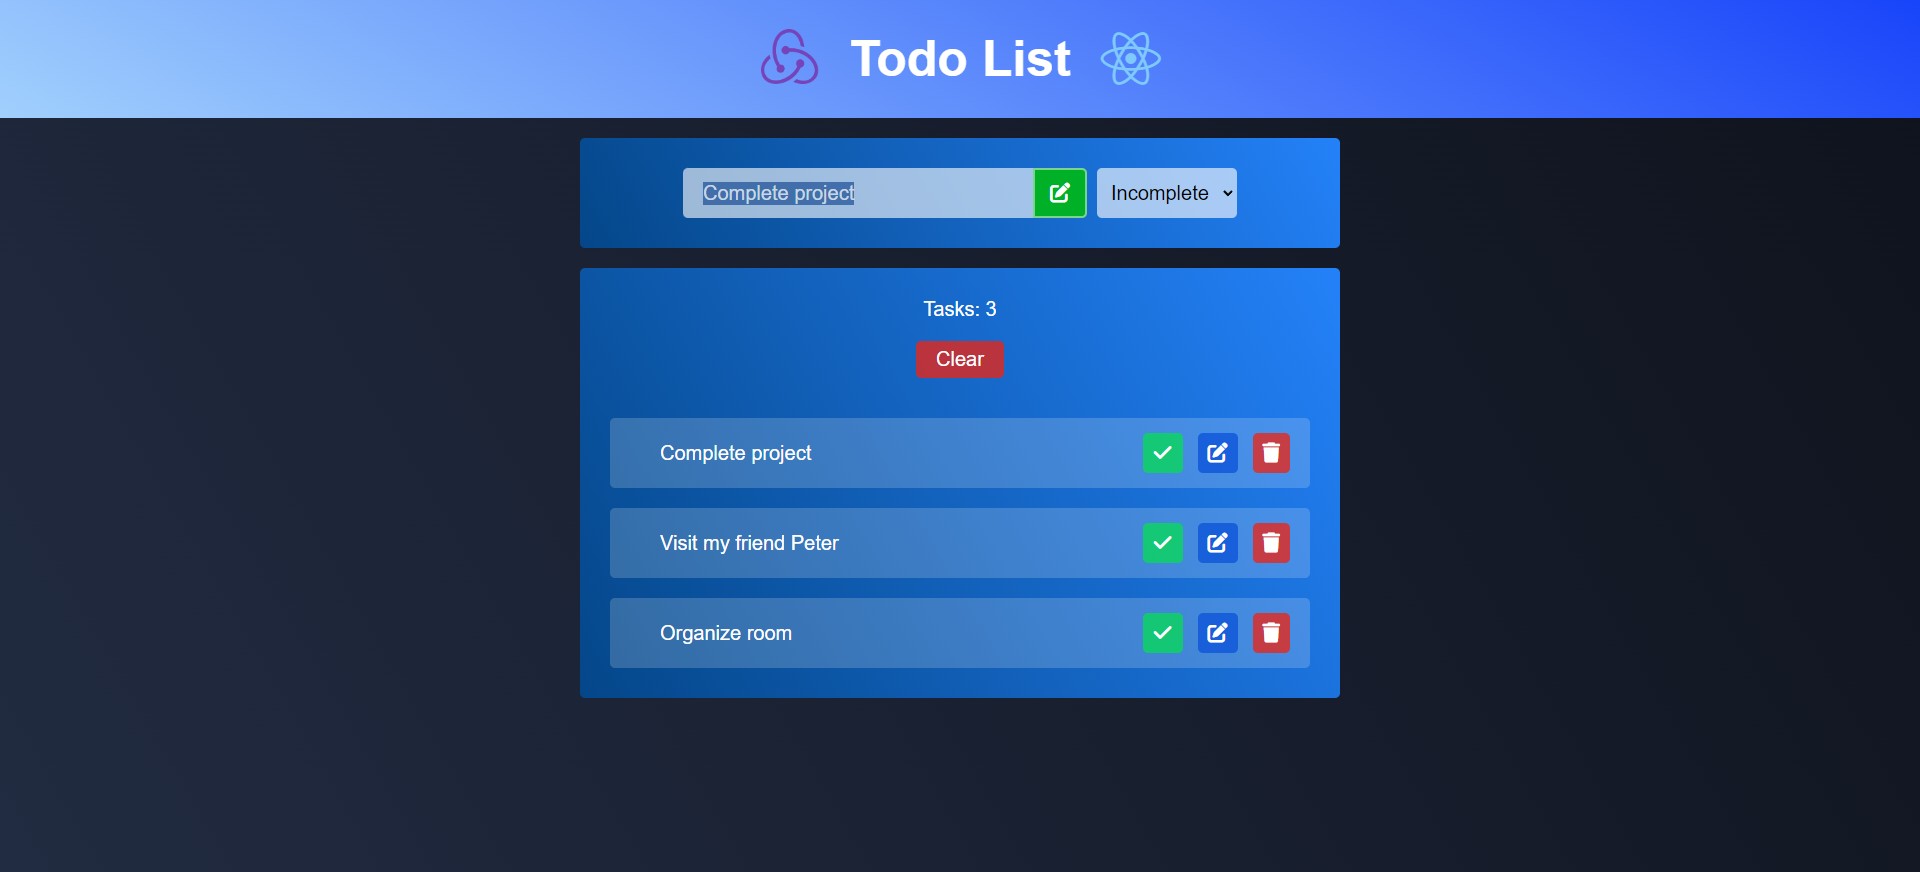 Todo List
Complete project
Incomplete
Tasks: 3
Clear
Complete project
Visit my friend Peter
Organize room